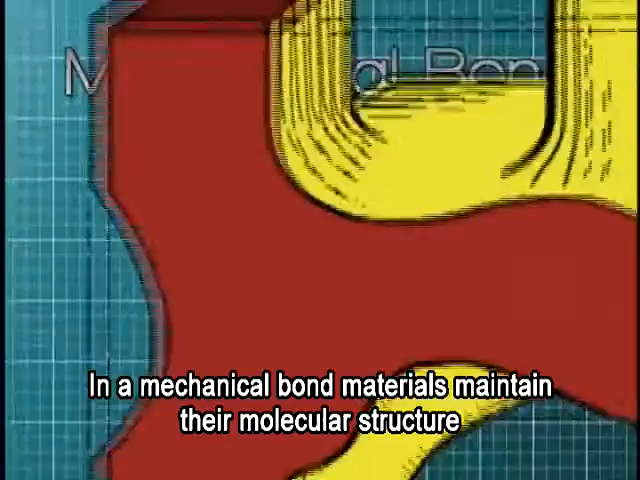 In a mechanical bond materials maintain
their molecular structure